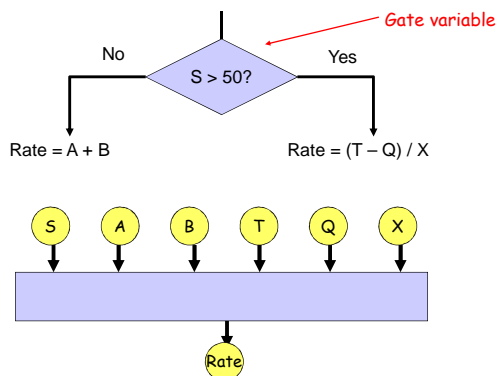 Gate variable
No
Yes
S > 50?
Rate = A + B
Rate = (T – Q) / X
S
A
B
T
Q
X
Rate